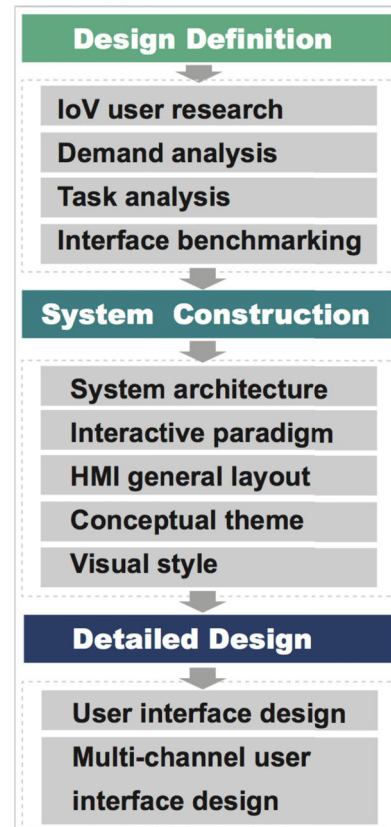 Design Definition
IoV user research
Demand analysis
Task analysis
Interface benchmarking
System Construction
System architecture
Interactive paradigm
HMI general layout
Conceptual theme
Visual style
Detailed Design
User interface design
Multi-channel user
interface design